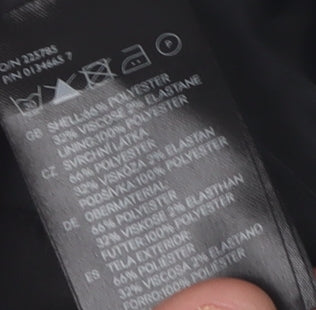 O/N 223785
P/N 0134663 7
P
GB SHELL:66% POLYESTER
32% VISCOSE 2% ELASTANE
LINING:100% POLYESTER
CZ SVRCHNÍ LÁTKA
66% POLYESTER
32% VISKÓZA 2% ELASTAN
PODŠÍVKA 100% POLYESTER
DE OBERMATERIAL:
66% POLYESTER
32% VISKOSE 2% ELASTHAN
FUTTER:100% POLYESTER
ES TELA EXTERIOR:
66% POLIÉSTER
32% VISCOSA 2% ELASTANO
FORRO:100% POLIÉSTER